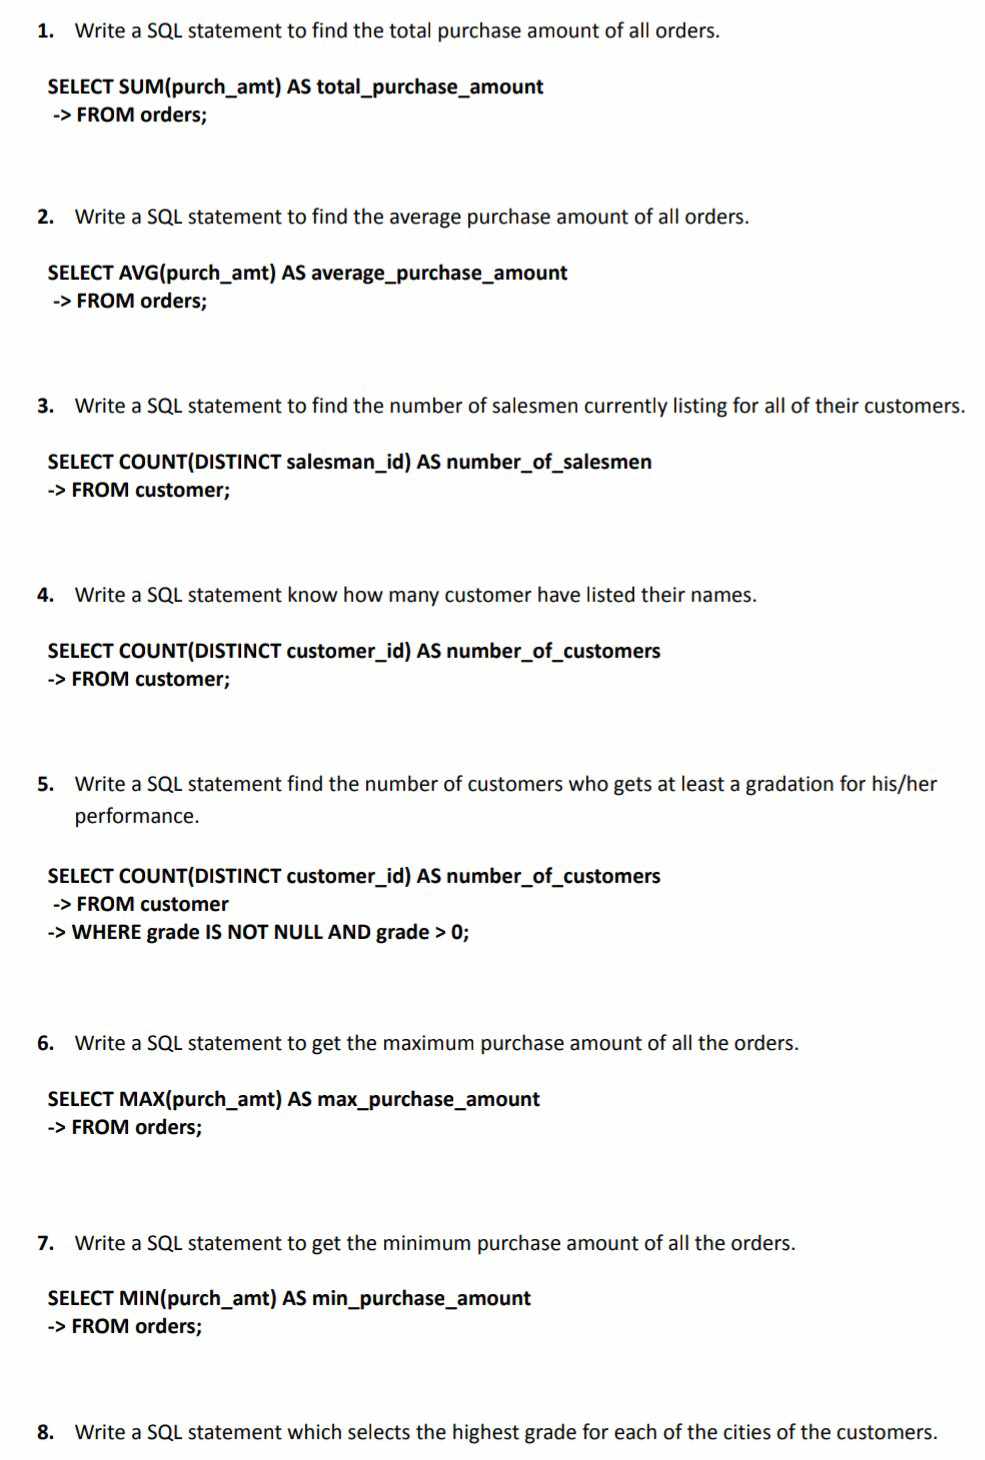 1. Write a SQL statement to find the total purchase amount of all orders.
SELECT SUM(purch_amt) AS total_purchase_amount
-> FROM orders;
2. Write a SQL statement to find the average purchase amount of all orders.
SELECT AVG(purch_amt) AS average_purchase_amount
-> FROM orders;
3. Write a SQL statement to find the number of salesmen currently listing for all of their customers.
SELECT COUNT(DISTINCT salesman_id) AS number_of_salesmen
-> FROM customer;
4. Write a SQL statement know how many customer have listed their names.
SELECT COUNT(DISTINCT customer_id) AS number_of_customers
-> FROM customer;
5. Write a SQL statement find the number of customers who gets at least a gradation for his/her
performance.
SELECT COUNT(DISTINCT customer_id) AS number_of_customers
-> FROM customer
-> WHERE grade IS NOT NULL AND grade > 0;
6. Write a SQL statement to get the maximum purchase amount of all the orders.
SELECT MAX(purch_amt) AS max_purchase_amount
-> FROM orders;
7. Write a SQL statement to get the minimum purchase amount of all the orders.
SELECT MIN(purch_amt) AS min_purchase_amount
-> FROM orders;
8. Write a SQL statement which selects the highest grade for each of the cities of the customers.